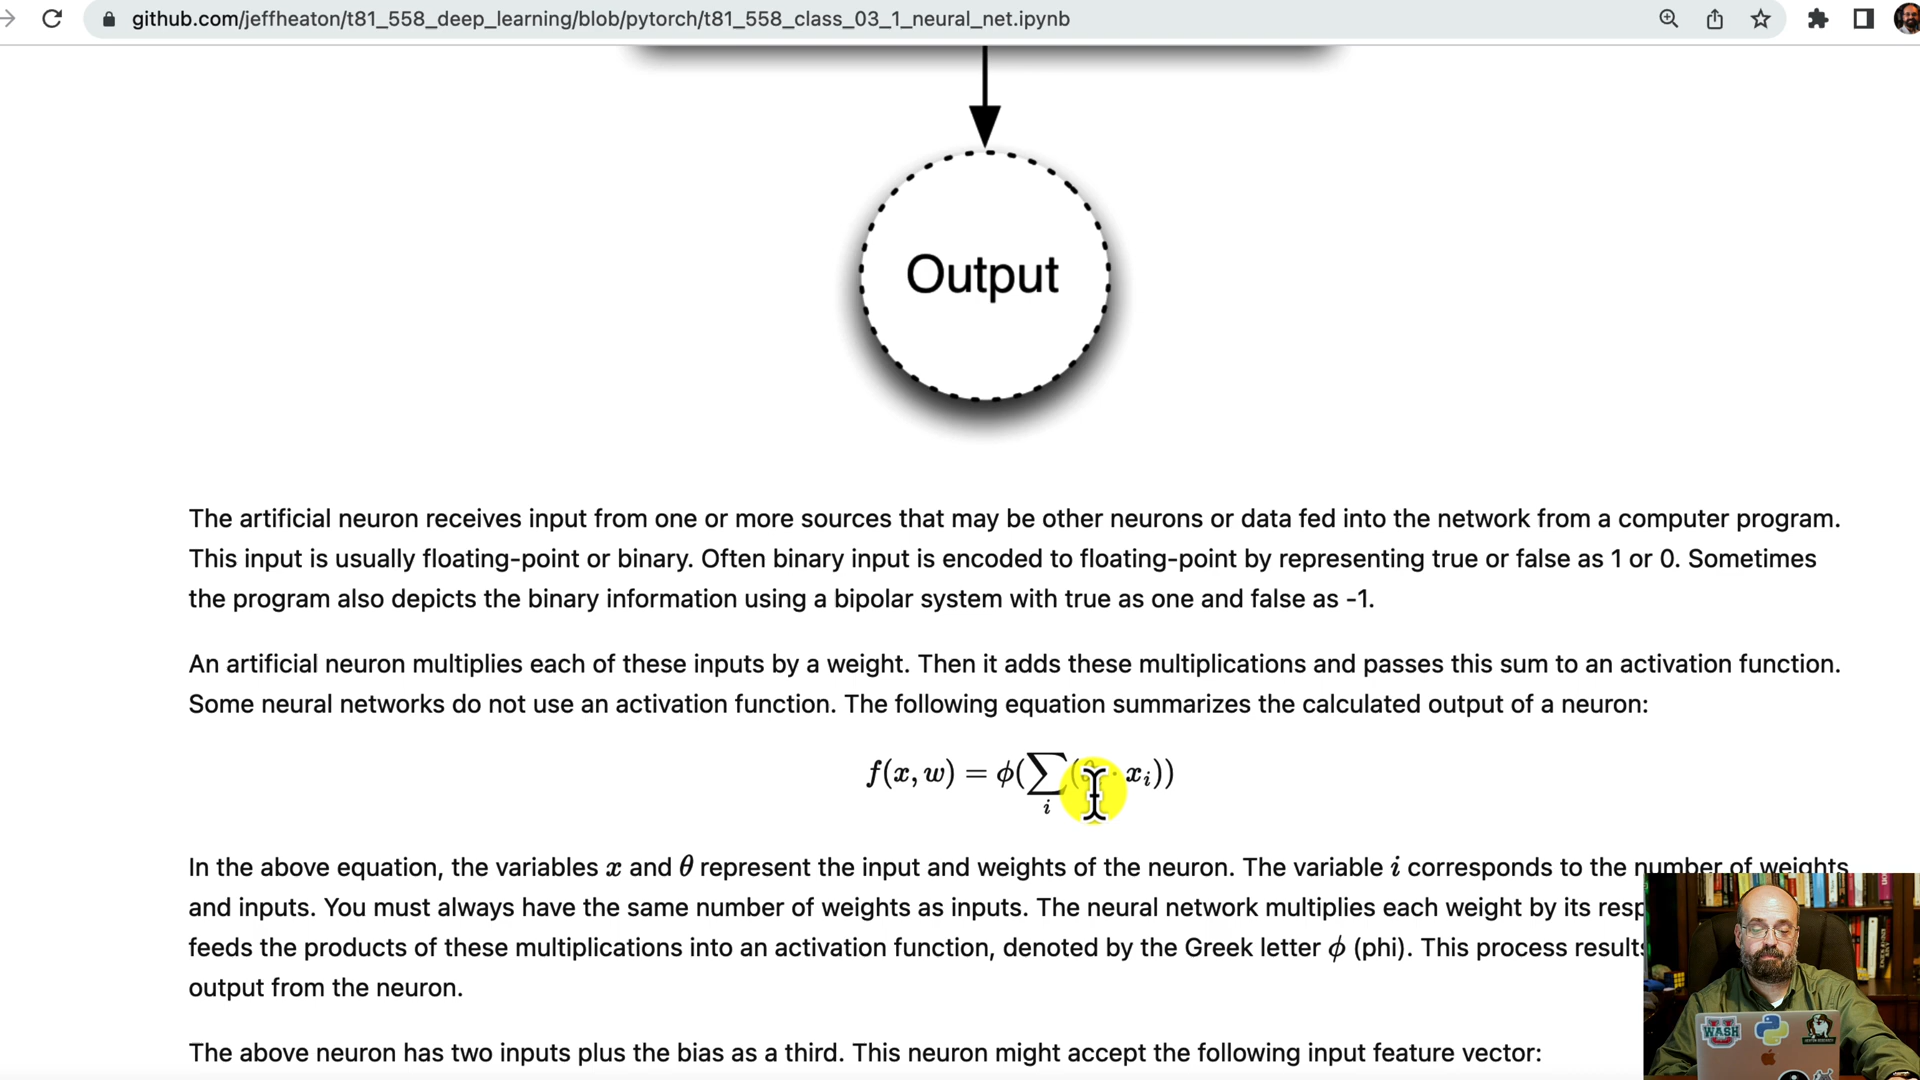 github.com/jeffheaton/t81_558_deep_learning/blob/pytorch/t81_558_class_03_1_neural_net.ipynb
Output
The artificial neuron receives input from one or more sources that may be other neurons or data fed into the network from a computer program.
This input is usually floating-point or binary. Often binary input is encoded to floating-point by representing true or false as 1 or 0. Sometimes
the program also depicts the binary information using a bipolar system with true as one and false as -1.
An artificial neuron multiplies each of these inputs by a weight. Then it adds these multiplications and passes this sum to an activation function.
Some neural networks do not use an activation function. The following equation summarizes the calculated output of a neuron:
f(x, w) = ϕ(∑i( · xi))
In the above equation, the variables x and θ represent the input and weights of the neuron. The variable i corresponds to the number of weights
and inputs. You must always have the same number of weights as inputs. The neural network multiplies each weight by its
feeds the products of these multiplications into an activation function, denoted by the Greek letter ϕ (phi). This process results
output from the neuron.
The above neuron has two inputs plus the bias as a third. This neuron might accept the following input feature vector:
WASH